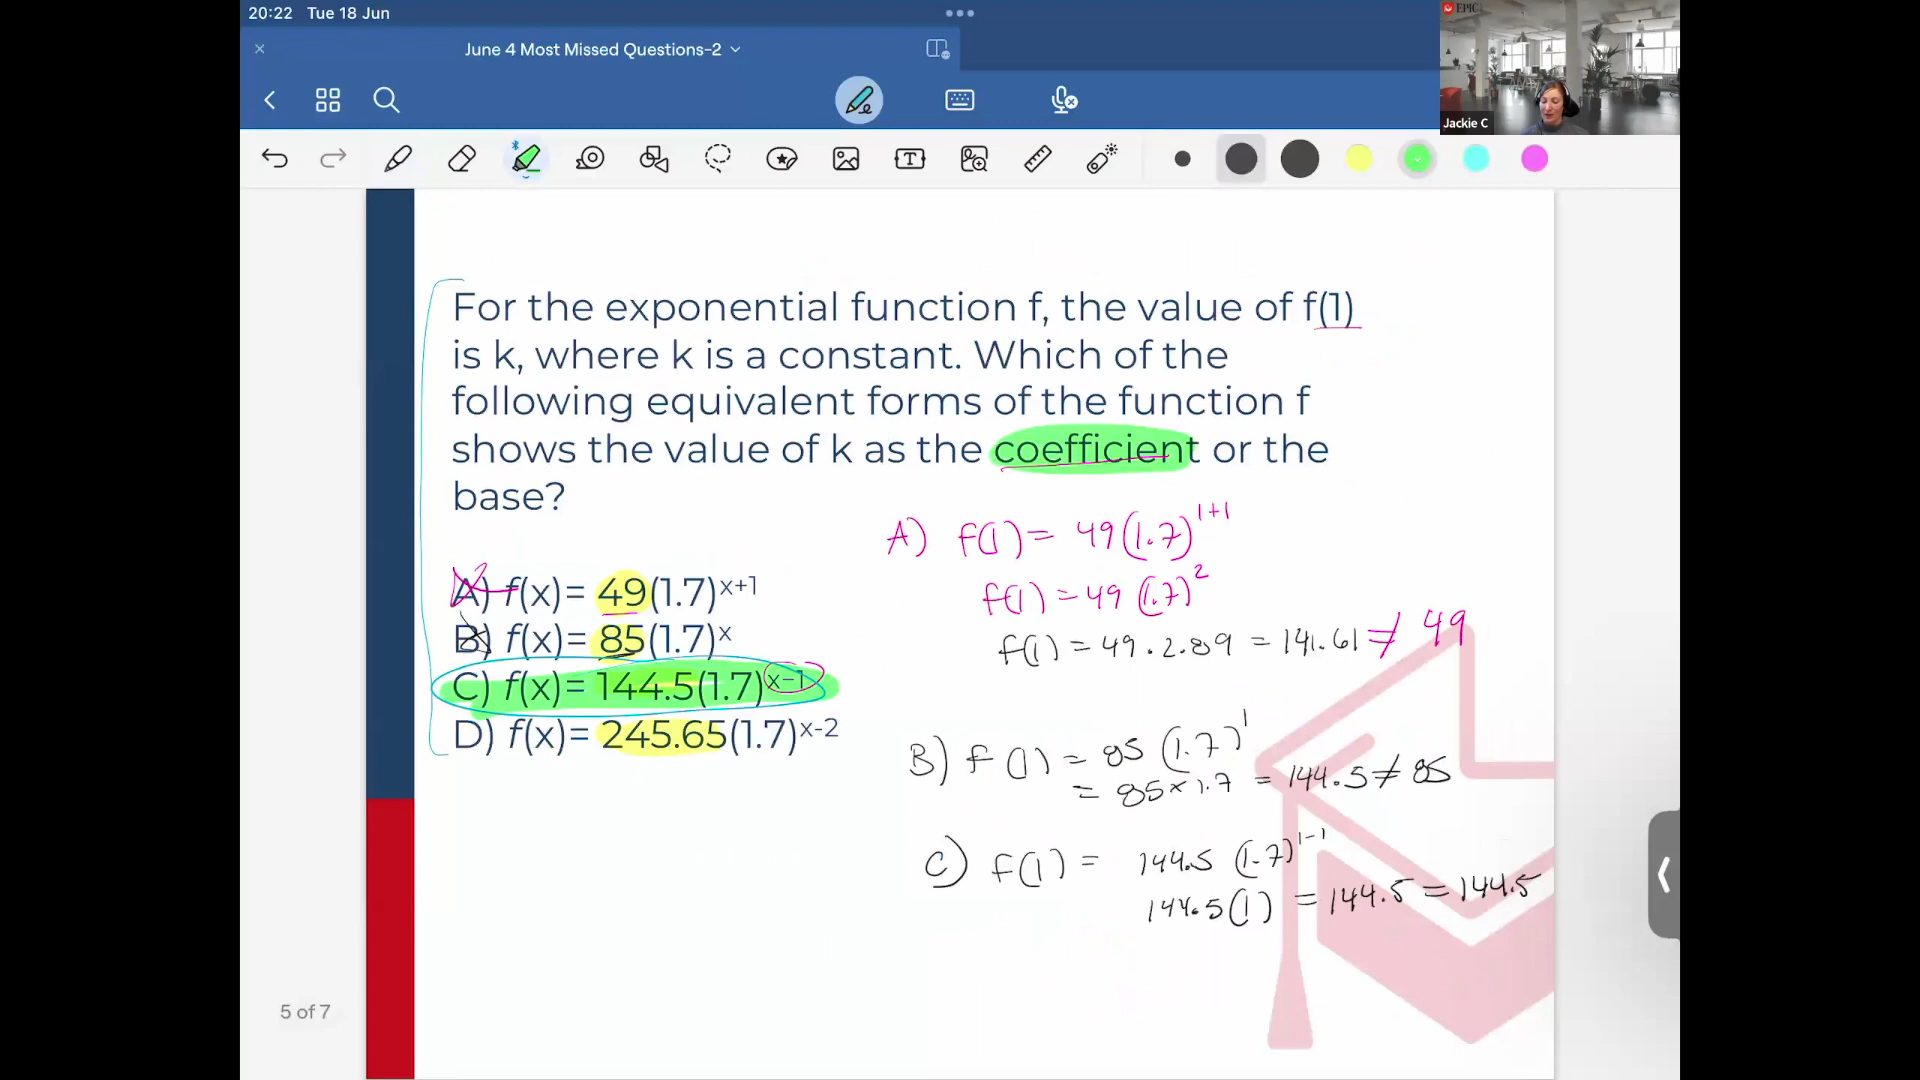 20:22 Tue 18 Jun
June 4 Most Missed Questions-2
EPIC
Jackie C
For the exponential function f, the value of f(1)
is k, where k is a constant. Which of the
following equivalent forms of the function f
shows the value of k as the coefficient or the
base?
A) f(x)= 49(1.7)^x+1
B) f(x)= 85(1.7)^x
C) f(x)= 144.5(1.7)^x-1
D) f(x)= 245.65(1.7)^x-2
A) f(1) = 49(1.7)^1+1
f(1) = 49 (1.7)^2
f(1) = 49 . 2.89 = 141.61 ≠ 49
B) f(1) = 85 (1.7)^1
= 85 × 1.7 = 144.5 ≠ 85
C) f(1) = 144.5 (1.7)^1-1
144.5(1) = 144.5 = 144.5
5 of 7